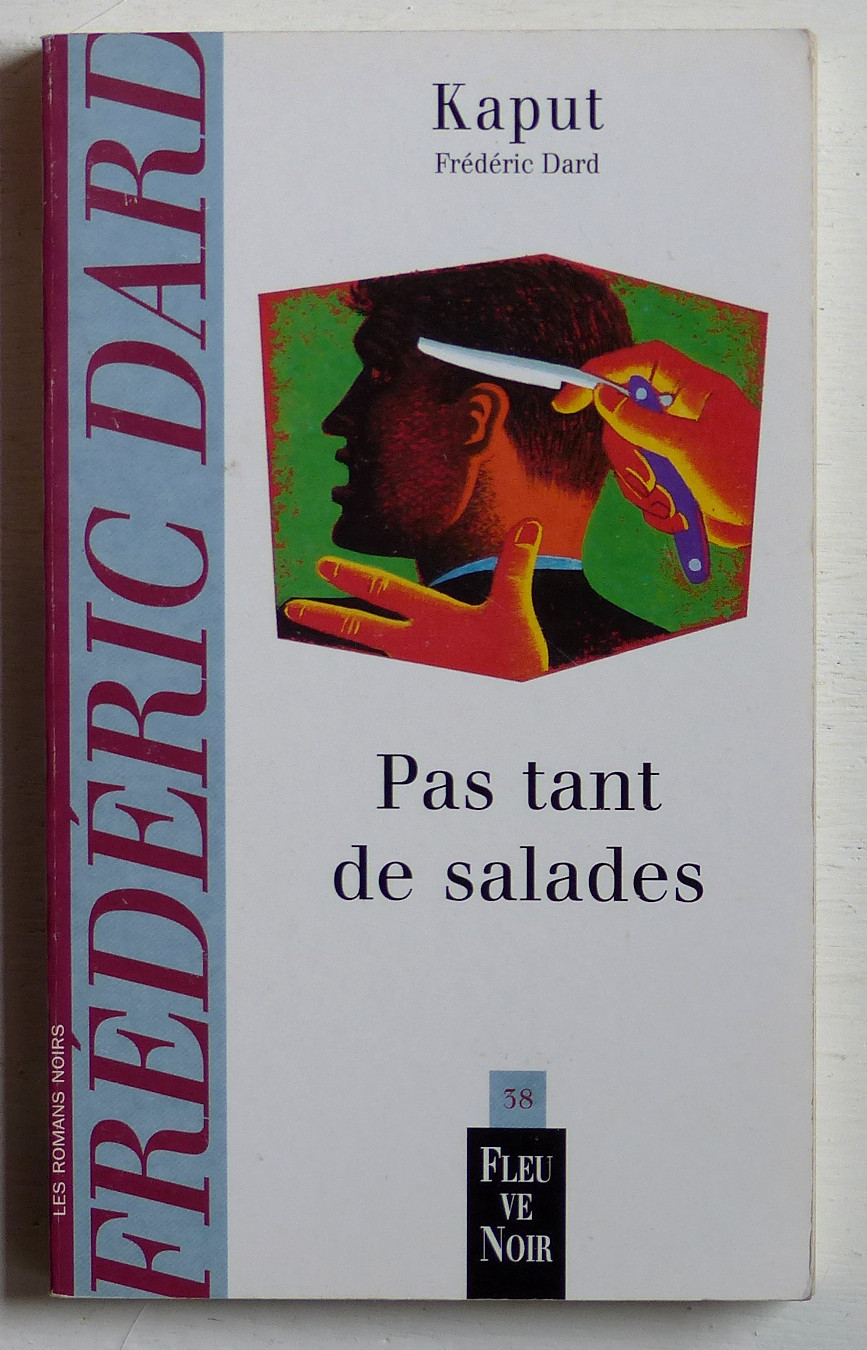 Kaput
Frédéric Dard
FRÉDÉRIC DARD
LES ROMANS NOIRS
Pas tant
de salades
38
FLEU
VE
NOIR